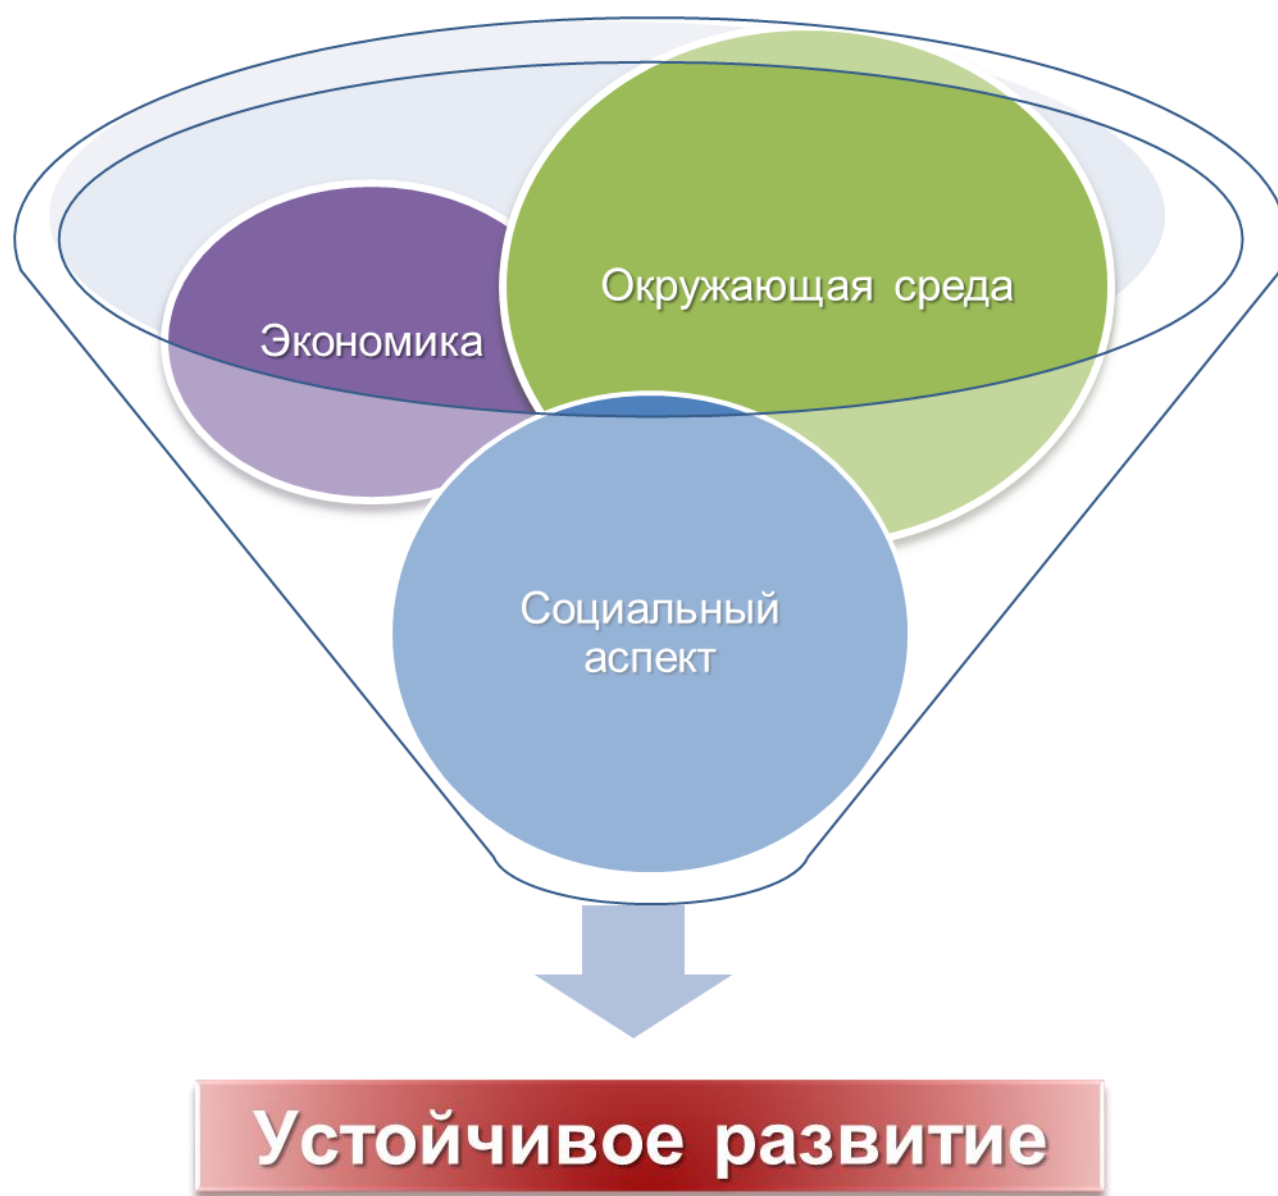 Окружающая среда
Экономика
Социальный
аспект
Устойчивое развитие